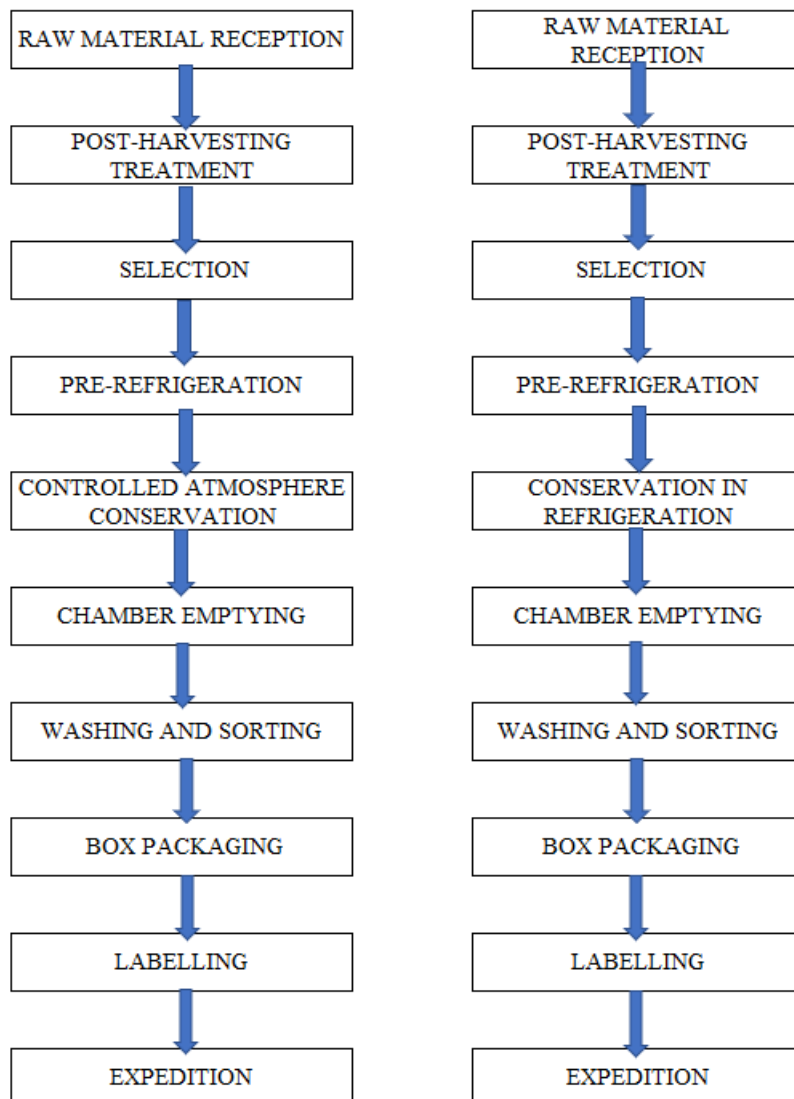 RAW MATERIAL RECEPTION
POST-HARVESTING
TREATMENT
SELECTION
PRE-REFRIGERATION
CONTROLLED ATMOSPHERE
CONSERVATION
CHAMBER EMPTYING
WASHING AND SORTING
BOX PACKAGING
LABELLING
EXPEDITION
RAW MATERIAL
RECEPTION
POST-HARVESTING
TREATMENT
SELECTION
PRE-REFRIGERATION
CONSERVATION IN
REFRIGERATION
CHAMBER EMPTYING
WASHING AND SORTING
BOX PACKAGING
LABELLING
EXPEDITION